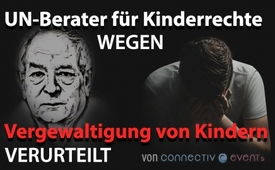 UN-Berater für Kinderrechte
WEGEN
Vergewaltigung von Kindern
VERURTEILT von connectiv events